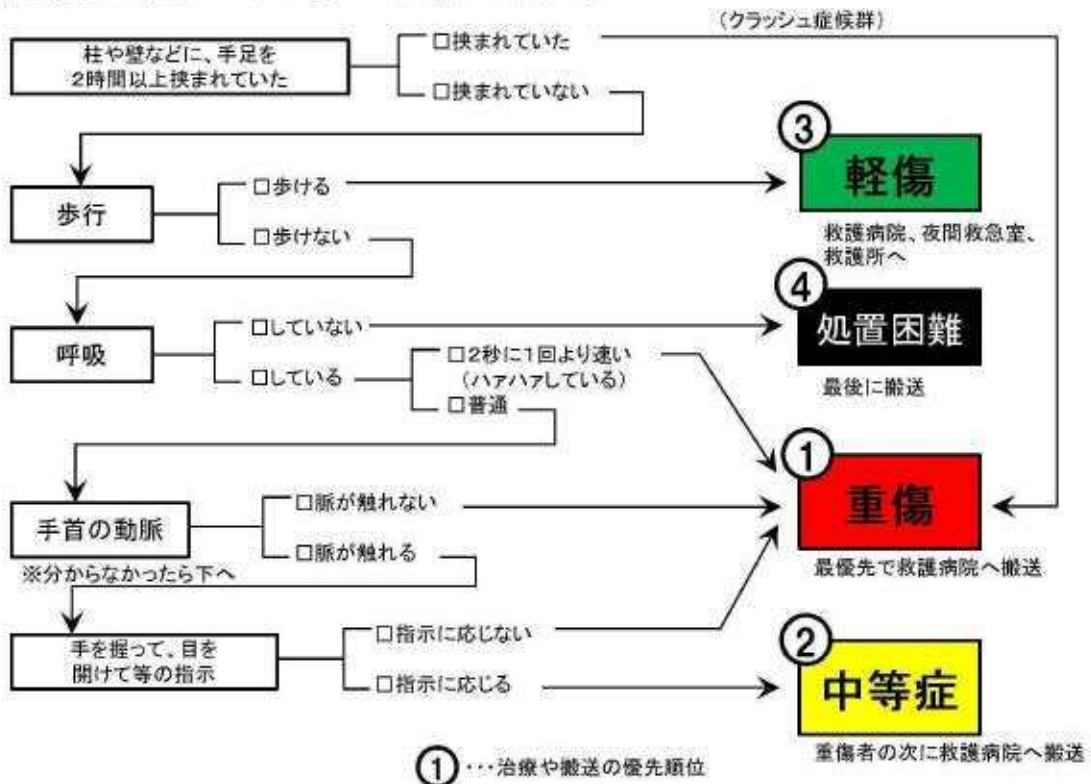 (クラッシュ症候群)
柱や壁などに、手足を
2時間以上挟まれていた
□挟まれていた
□挟まれていない
歩行
□歩ける
□歩けない
③
軽傷
救護病院、夜間救急室、
救護所へ
呼吸
□していない
□している
□2秒に1回より速い
(ハァハァしている)
□普通
④
処置困難
最後に搬送
手首の動脈
※分からなかったら下へ
□脈が触れない
□脈が触れる
①
重傷
最優先で救護病院へ搬送
手を握って、目を
開けて等の指示
□指示に応じない
□指示に応じる
②
中等症
重傷者の次に救護病院へ搬送
①･･･治療や搬送の優先順位